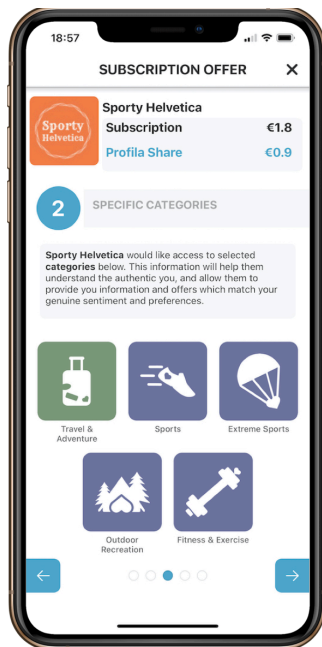 18:57
SUBSCRIPTION OFFER
Sporty
Helvetica
Sporty Helvetica
Subscription €1.8
Profila Share €0.9
2 SPECIFIC CATEGORIES
Sporty Helvetica would like access to selected
categories below. This information will help them
understand the authentic you, and allow them to
provide you information and offers which match your
genuine sentiment and preferences.
Travel &
Adventure
Sports
Extreme Sports
Outdoor
Recreation
Fitness & Exercise